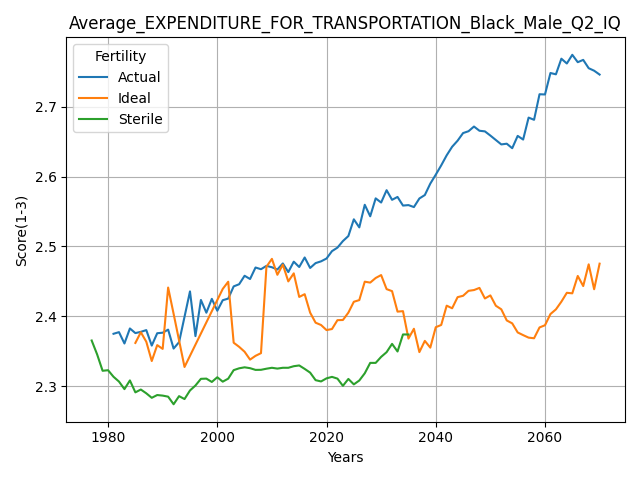 Average_EXPENDITURE_FOR_TRANSPORTATION_Black_Male_Q2_IQ
Fertility
Actual
Ideal
Sterile
Score(1-3)
2.7
2.6
2.5
2.4
2.3
1980 2000 2020 2040 2060
Years